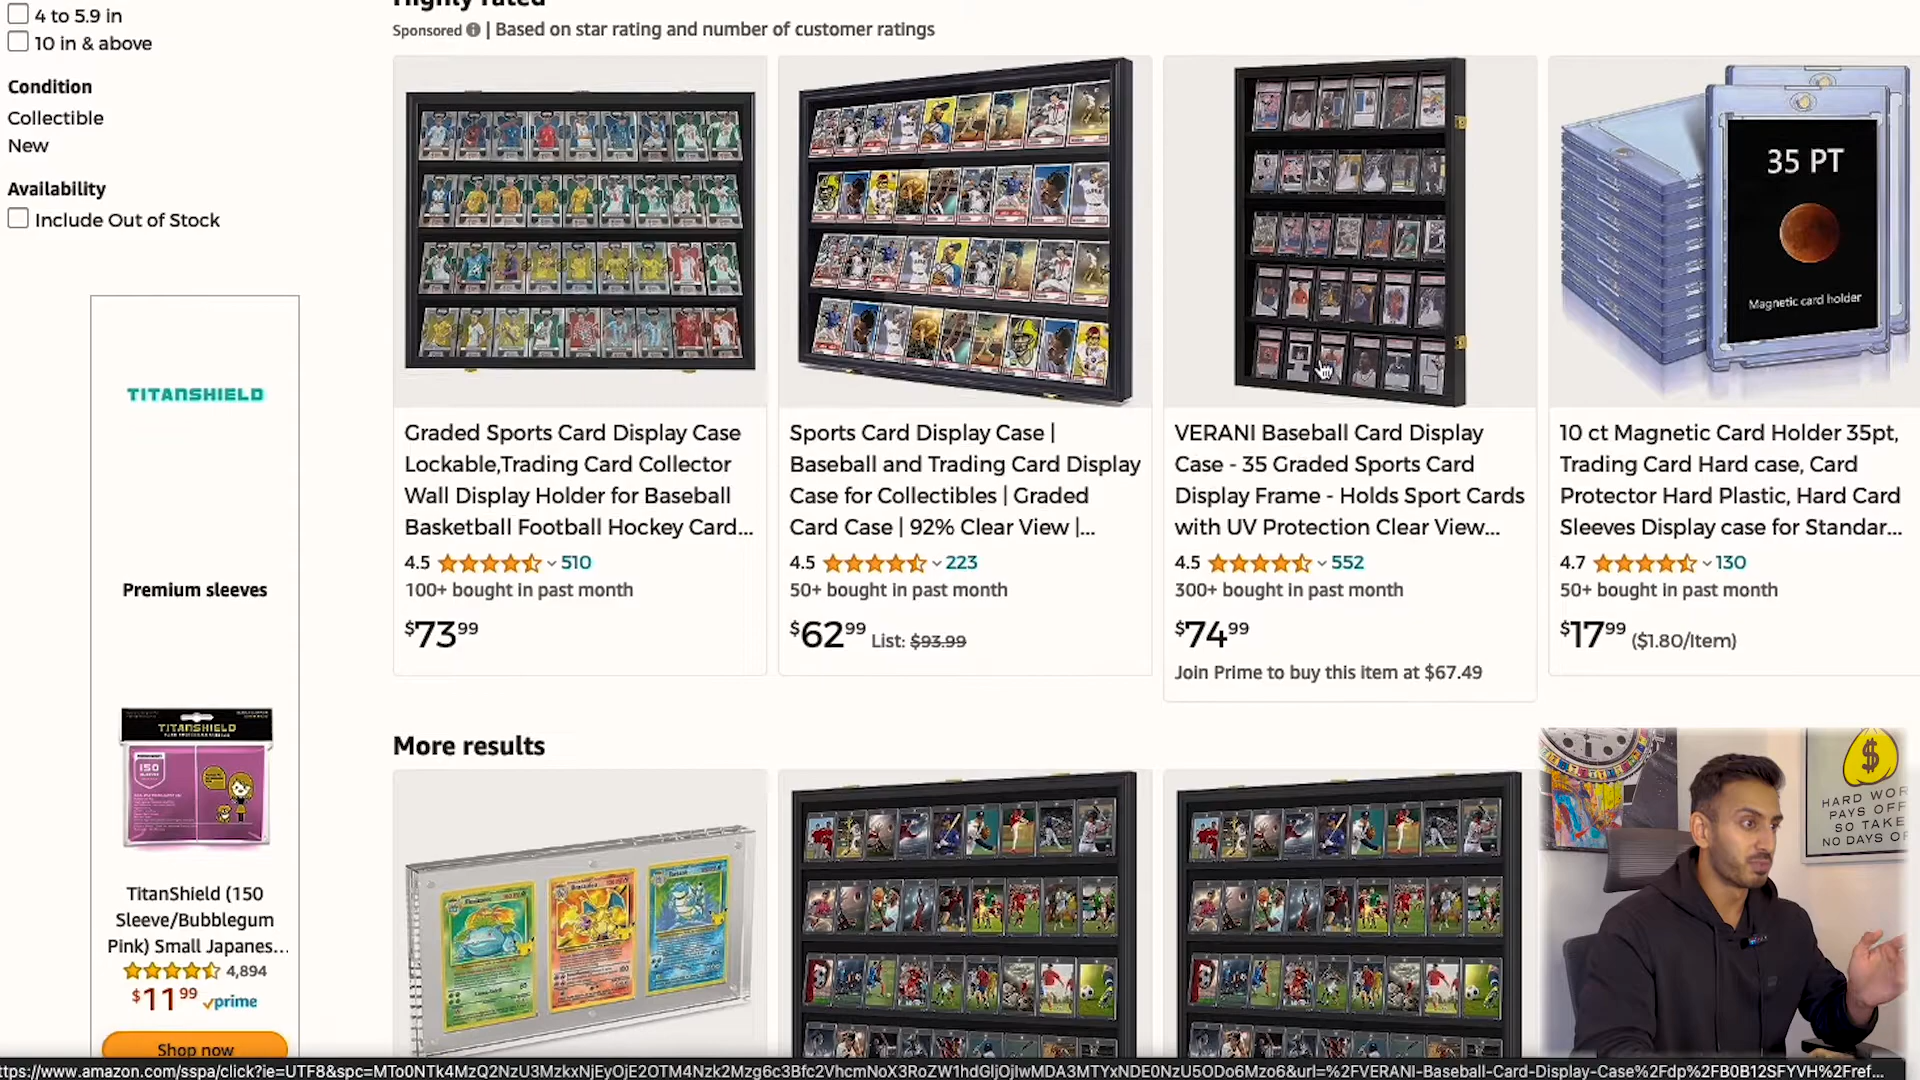 4 to 5.9 in
10 in & above
Condition
Collectible
New
Availability
Include Out of Stock
TITANSHIELD
Premium sleeves
TITANSHIELD
150
TitanShield (150
Sleeve/Bubblegum
Pink) Small Japanes...
4,894
$11.99 prime
Shop now
Highly rated
Sponsored | Based on star rating and number of customer ratings
Graded Sports Card Display Case
Lockable,Trading Card Collector
Wall Display Holder for Baseball
Basketball Football Hockey Card...
4.5 510
100+ bought in past month
$73.99
Sports Card Display Case |
Baseball and Trading Card Display
Case for Collectibles | Graded
Card Case | 92% Clear View |...
4.5 223
50+ bought in past month
$62.99 List: $93.99
VERANI Baseball Card Display
Case - 35 Graded Sports Card
Display Frame - Holds Sport Cards
with UV Protection Clear View...
4.5 552
300+ bought in past month
$74.99
Join Prime to buy this item at $67.49
35 PT
Magnetic card holder
10 ct Magnetic Card Holder 35pt,
Trading Card Hard case, Card
Protector Hard Plastic, Hard Card
Sleeves Display case for Standar...
4.7 130
50+ bought in past month
$17.99 ($1.80/Item)
More results
$
HARD WOR
PAYS OFF
SO TAKE
NO DAYS OF